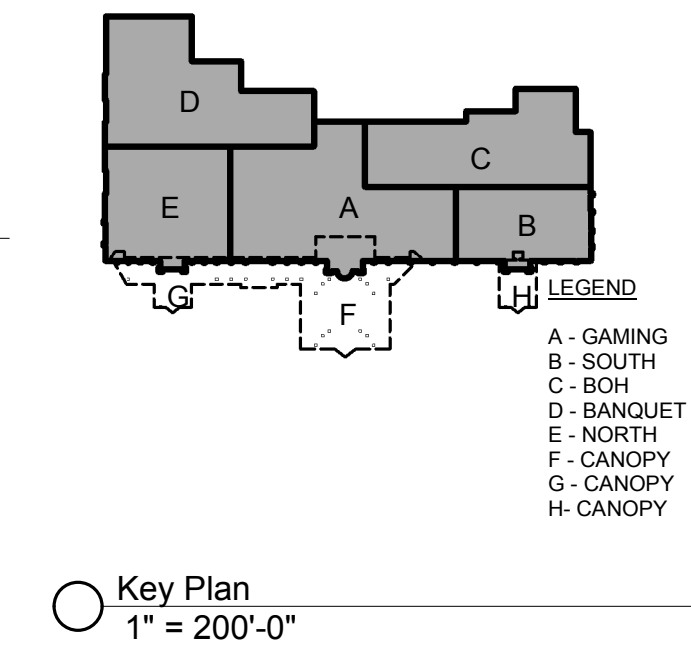 D
C
E
A
B
G
F
H
LEGEND
A - GAMING
B - SOUTH
C - BOH
D - BANQUET
E - NORTH
F - CANOPY
G - CANOPY
H- CANOPY
Key Plan
1" = 200'-0"